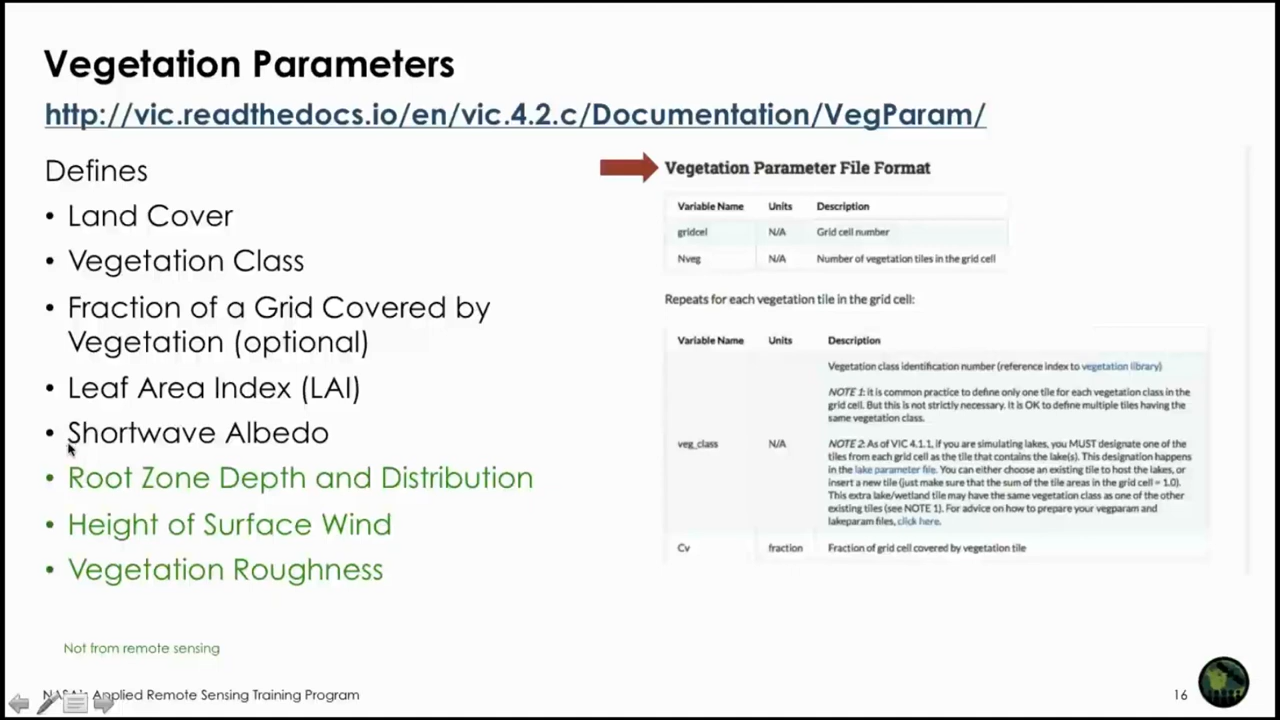 Vegetation Parameters
http://vic.readthedocs.io/en/vic.4.2.c/Documentation/VegParam/
Defines
• Land Cover
• Vegetation Class
• Fraction of a Grid Covered by
Vegetation (optional)
• Leaf Area Index (LAI)
• Shortwave Albedo
• Root Zone Depth and Distribution
• Height of Surface Wind
• Vegetation Roughness
Not from remote sensing
Vegetation Parameter File Format
Variable Name Units Description
gridcel N/A Grid cell number
Nveg N/A Number of vegetation tiles in the grid cell
Repeats for each vegetation tile in the grid cell:
Variable Name Units Description
Vegetation class identification number (reference index to vegetation library)
NOTE 1: it is common practice to define only one tile for each vegetation class in the
grid cell. But this is not strictly necessary. It is OK to define multiple tiles having the
same vegetation class.
veg_class N/A NOTE 2: As of VIC 4.1.1, if you are simulating lakes, you MUST designate one of the
tiles from each grid cell as the tile that contains the lake(s). This designation happens
in the lake parameter file. You can either choose an existing tile to host the lakes, or
insert a new tile (just make sure that the sum of the tile areas in the grid cell = 1.0).
This extra lake/wetland tile may have the same vegetation class as one of the other
existing tiles (see NOTE 1). For advice on how to prepare your vegparam and
lakeparam files, click here.
Cv fraction Fraction of grid cell covered by vegetation tile
NASA's Applied Remote Sensing Training Program
16